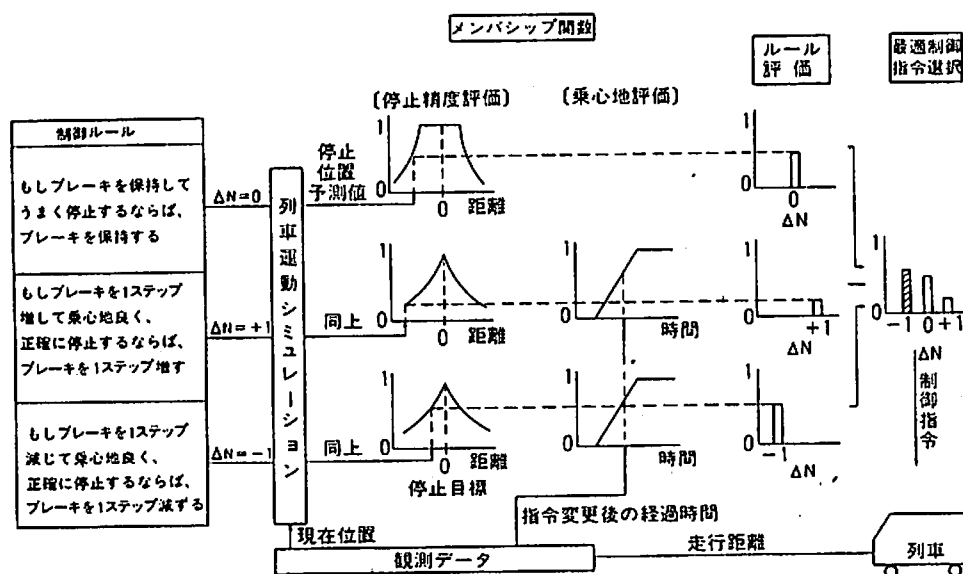 メンバシップ関数
ルール
評価
最適制御
指令選択
〔停止精度評価〕
〔乗心地評価〕
制御ルール
もしブレーキを保持して
うまく停止するならば、
ブレーキを保持する
もしブレーキを1ステップ
増して乗心地良く、
正確に停止するならば、
ブレーキを1ステップ増す
もしブレーキを1ステップ
減じて乗心地良く、
正確に停止するならば、
ブレーキを1ステップ減ずる
ΔN=0
ΔN=+1
ΔN=-1
列車運動シミュレーション
停止
位置
予測値
1
0
0
距離
1
0
0
ΔN
同上
1
0
0
距離
1
0
時間
1
0
+1
ΔN
同上
1
0
0
距離
停止目標
1
0
時間
1
0
-1
ΔN
1
0
-1 0 +1
ΔN
制御指令
現在位置
指令変更後の経過時間
観測データ
走行距離
列車